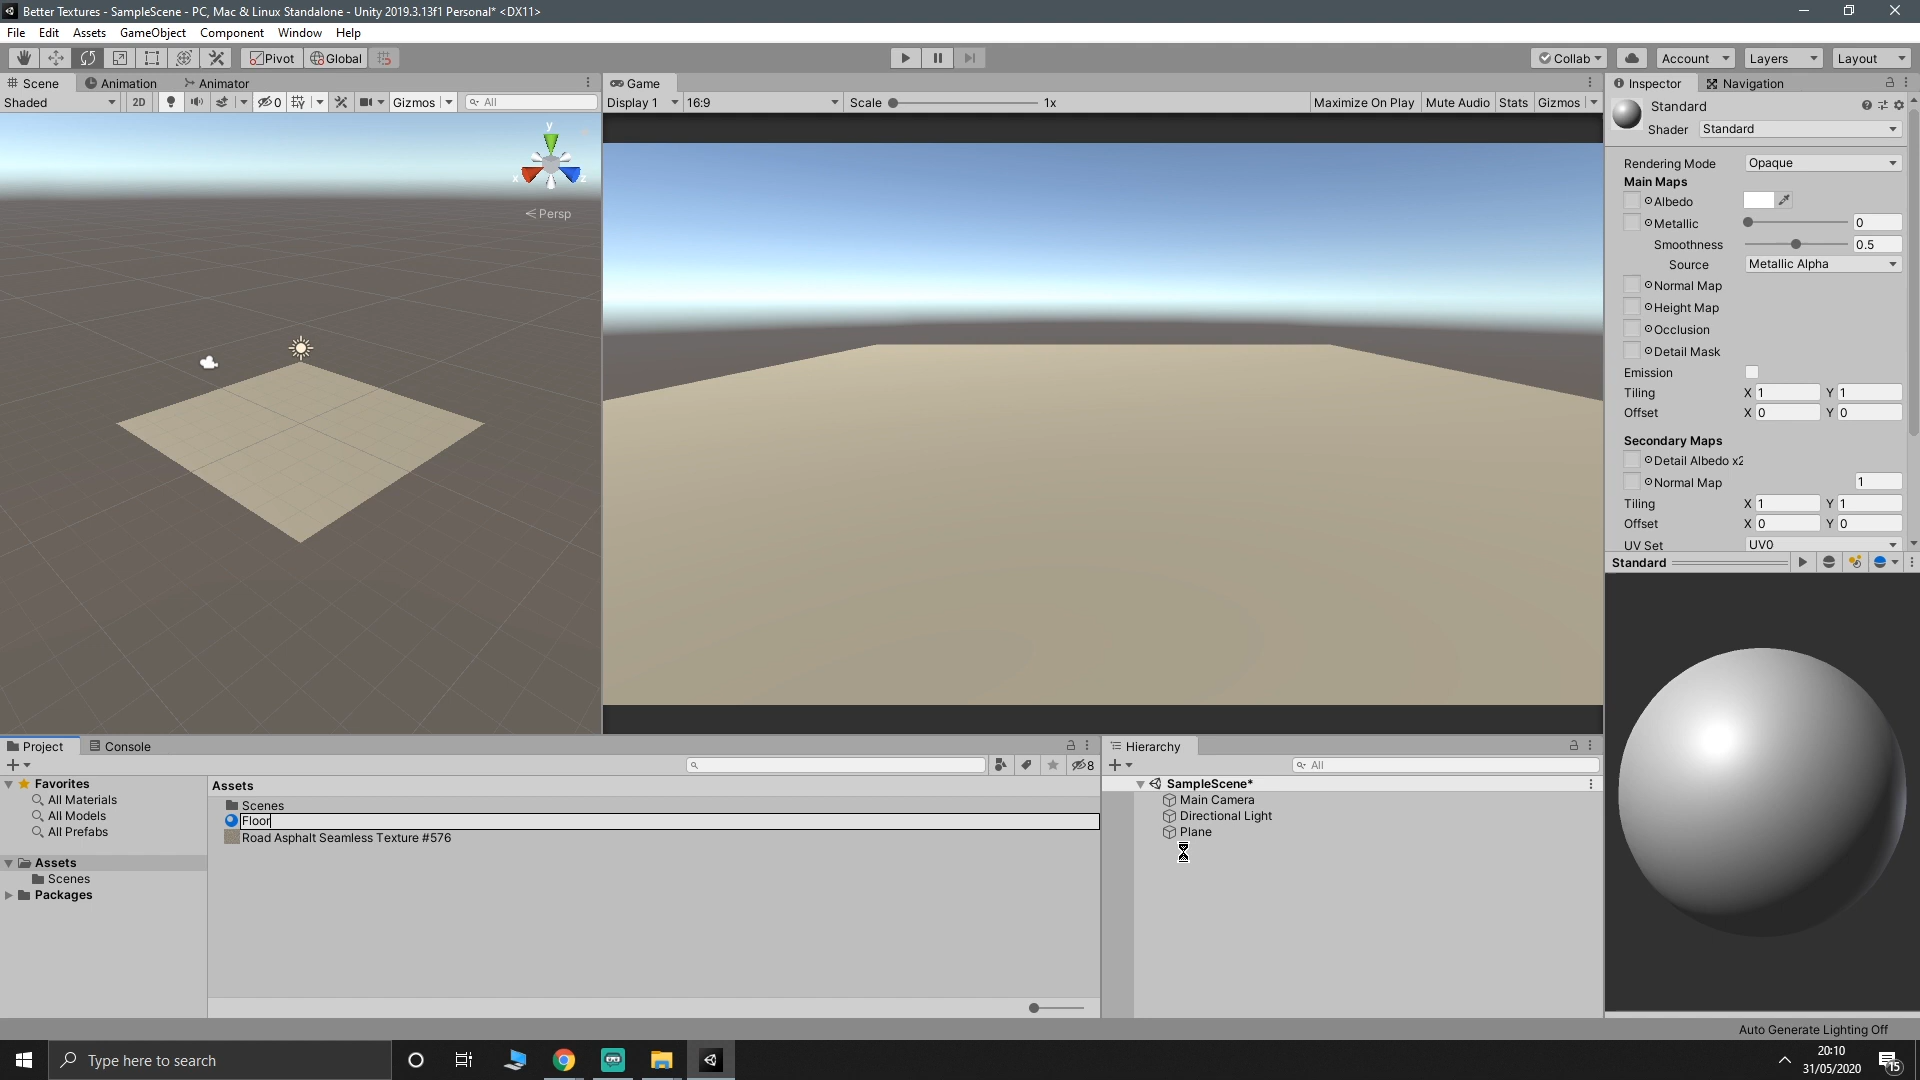 Better Textures - SampleScene - PC, Mac & Linux Standalone - Unity 2019.3.13f1 Personal* <DX11>
File Edit Assets GameObject Component Window Help
Pivot Global Collab Account Layers Layout
Scene Animation Animator
Shaded 2D 0 Gizmos All
y
x z
Persp
Game
Display 1 16:9 Scale 1x Maximize On Play Mute Audio Stats Gizmos
Inspector Navigation
Standard
Shader Standard
Rendering Mode Opaque
Main Maps
Albedo
Metallic 0
Smoothness 0.5
Source Metallic Alpha
Normal Map
Height Map
Occlusion
Detail Mask
Emission
Tiling X 1 Y 1
Offset X 0 Y 0
Secondary Maps
Detail Albedo x2
Normal Map 1
Tiling X 1 Y 1
Offset X 0 Y 0
UV Set UV0
Standard
Project Console
8
Favorites
All Materials
All Models
All Prefabs
Assets
Scenes
Packages
Assets
Scenes
Floor
Road Asphalt Seamless Texture #576
Hierarchy
All
SampleScene*
Main Camera
Directional Light
Plane
Auto Generate Lighting Off
Type here to search
20:10
31/05/2020
15